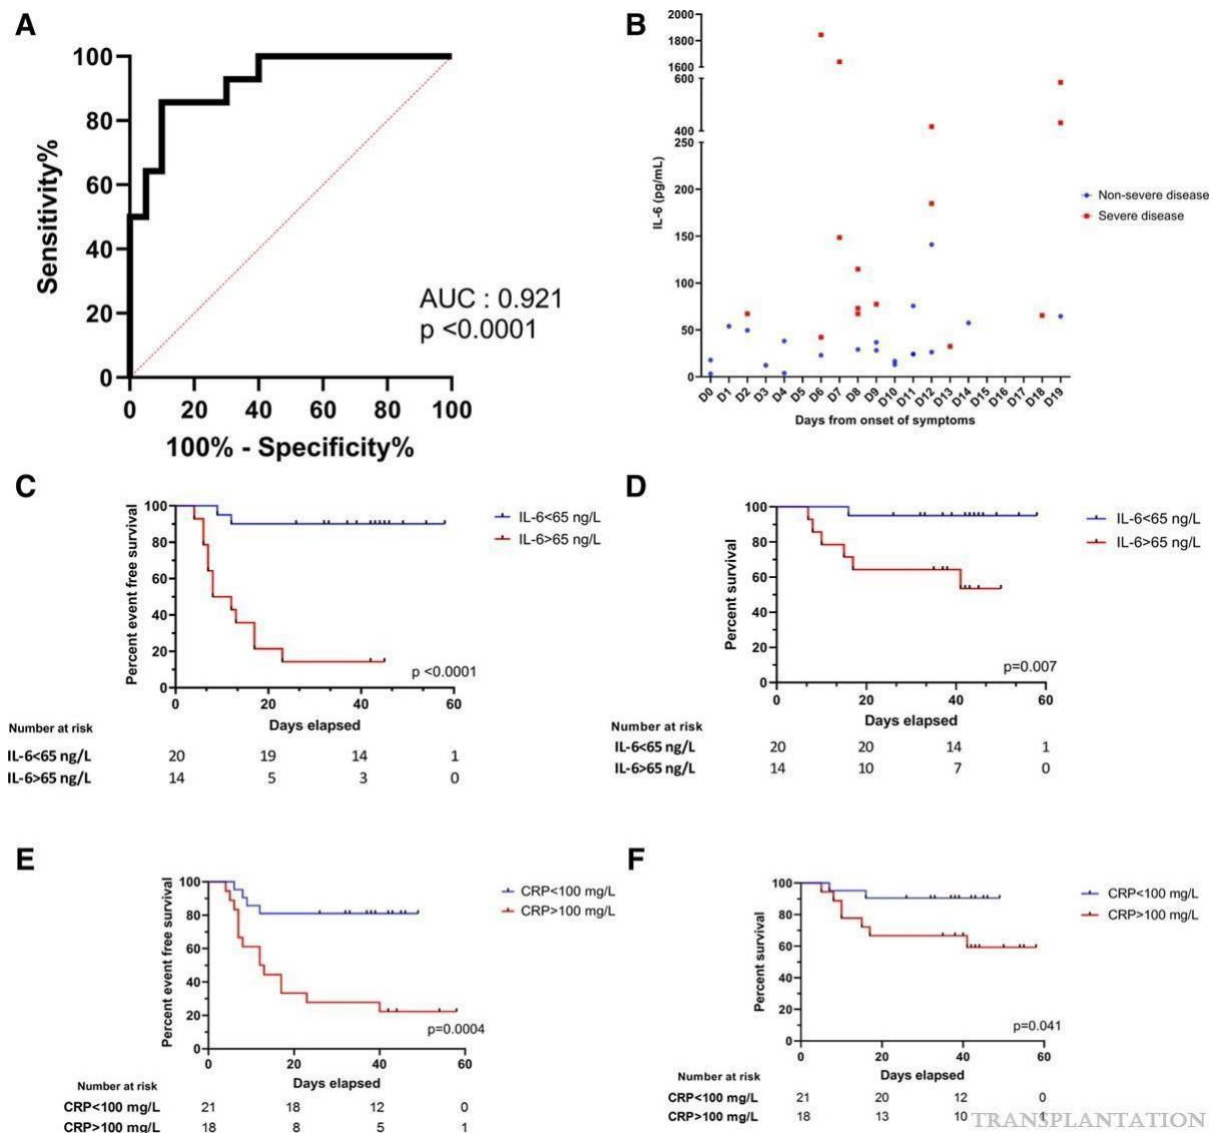 A
100
80
60
40
20
0
Sensitivity%
AUC : 0.921
p <0.0001
0 20 40 60 80 100
100% - Specificity%
B
2000
1800
1600
600
400
250
200
150
100
50
0
IL-6 (pg/mL)
Non-severe disease
Severe disease
D0 D1 D2 D3 D4 D5 D6 D7 D8 D9 D10 D11 D12 D13 D14 D15 D16 D17 D18 D19
Days from onset of symptoms
C
100
80
60
40
20
0
Percent event free survival
IL-6<65 ng/L
IL-6>65 ng/L
p <0.0001
0 20 40 60
Days elapsed
Number at risk
IL-6<65 ng/L 20 19 14 1
IL-6>65 ng/L 14 5 3 0
D
100
80
60
40
20
0
Percent survival
IL-6<65 ng/L
IL-6>65 ng/L
p=0.007
0 20 40 60
Days elapsed
Number at risk
IL-6<65 ng/L 20 20 14 1
IL-6>65 ng/L 14 10 7 0
E
100
80
60
40
20
0
Percent event free survival
CRP<100 mg/L
CRP>100 mg/L
p=0.0004
0 20 40 60
Days elapsed
Number at risk
CRP<100 mg/L 21 18 12 0
CRP>100 mg/L 18 8 5 1
F
100
80
60
40
20
0
Percent survival
CRP<100 mg/L
CRP>100 mg/L
p=0.041
0 20 40 60
Days elapsed
Number at risk
CRP<100 mg/L 21 20 12 0
CRP>100 mg/L 18 13 10
TRANSPLANTATION